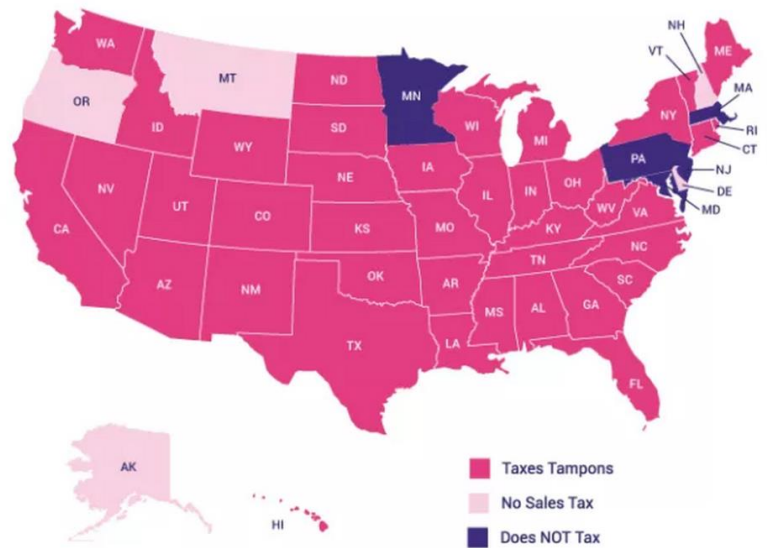 NH
WA
VT
ME
MT
ND
OR
MN
MA
ID
SD
WI
NY
WY
MI
RI
CT
IA
PA
NE
NJ
NV
OH
DE
IL
IN
UT
CO
WV
MD
VA
CA
KS
MO
KY
NC
TN
OK
AZ
NM
AR
SC
MS
AL
GA
TX
LA
FL
AK
Taxes Tampons
No Sales Tax
HI
Does NOT Tax